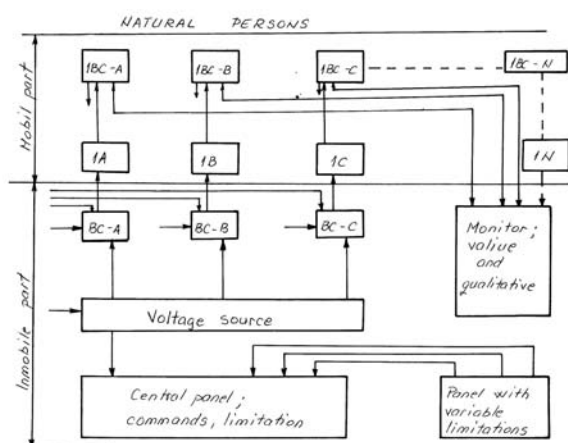 NATURAL PERSONS
Mobil part
1BC-A
1BC-B
1BC-C
1BC-N
1A
1B
1C
1N
BC-A
BC-B
BC-C
Monitor;
valive
and
qualitative
Inmobile part
Voltage source
Central panel;
commands, limitation
Panel with
variable
limitations